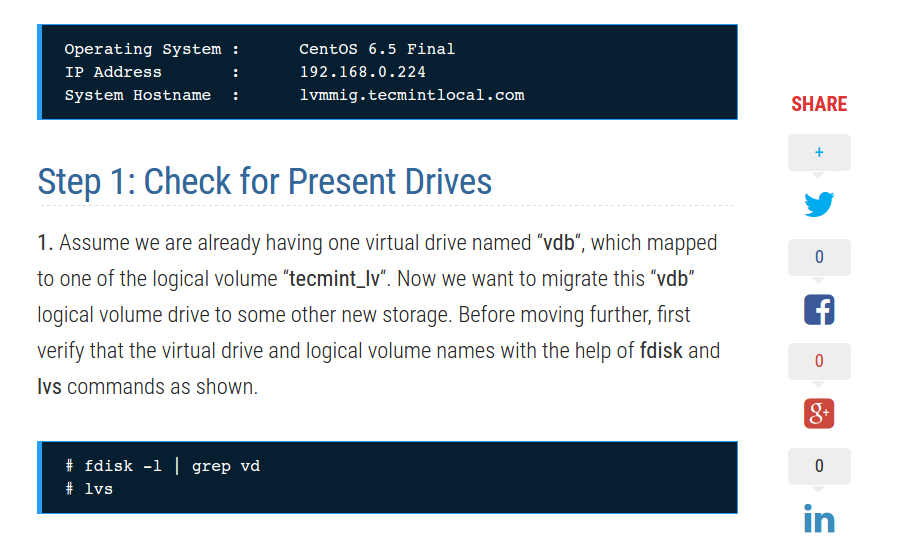 Operating System :      CentOS 6.5 Final
IP Address       :      192.168.0.224
System Hostname  :      lvmmig.tecmintlocal.com
SHARE
Step 1: Check for Present Drives
+
1. Assume we are already having one virtual drive named “vdb“, which mapped
to one of the logical volume “tecmint_lv“. Now we want to migrate this “vdb”
logical volume drive to some other new storage. Before moving further, first
verify that the virtual drive and logical volume names with the help of fdisk and
lvs commands as shown.
0
0
0
# fdisk -l | grep vd
# lvs
g+
in